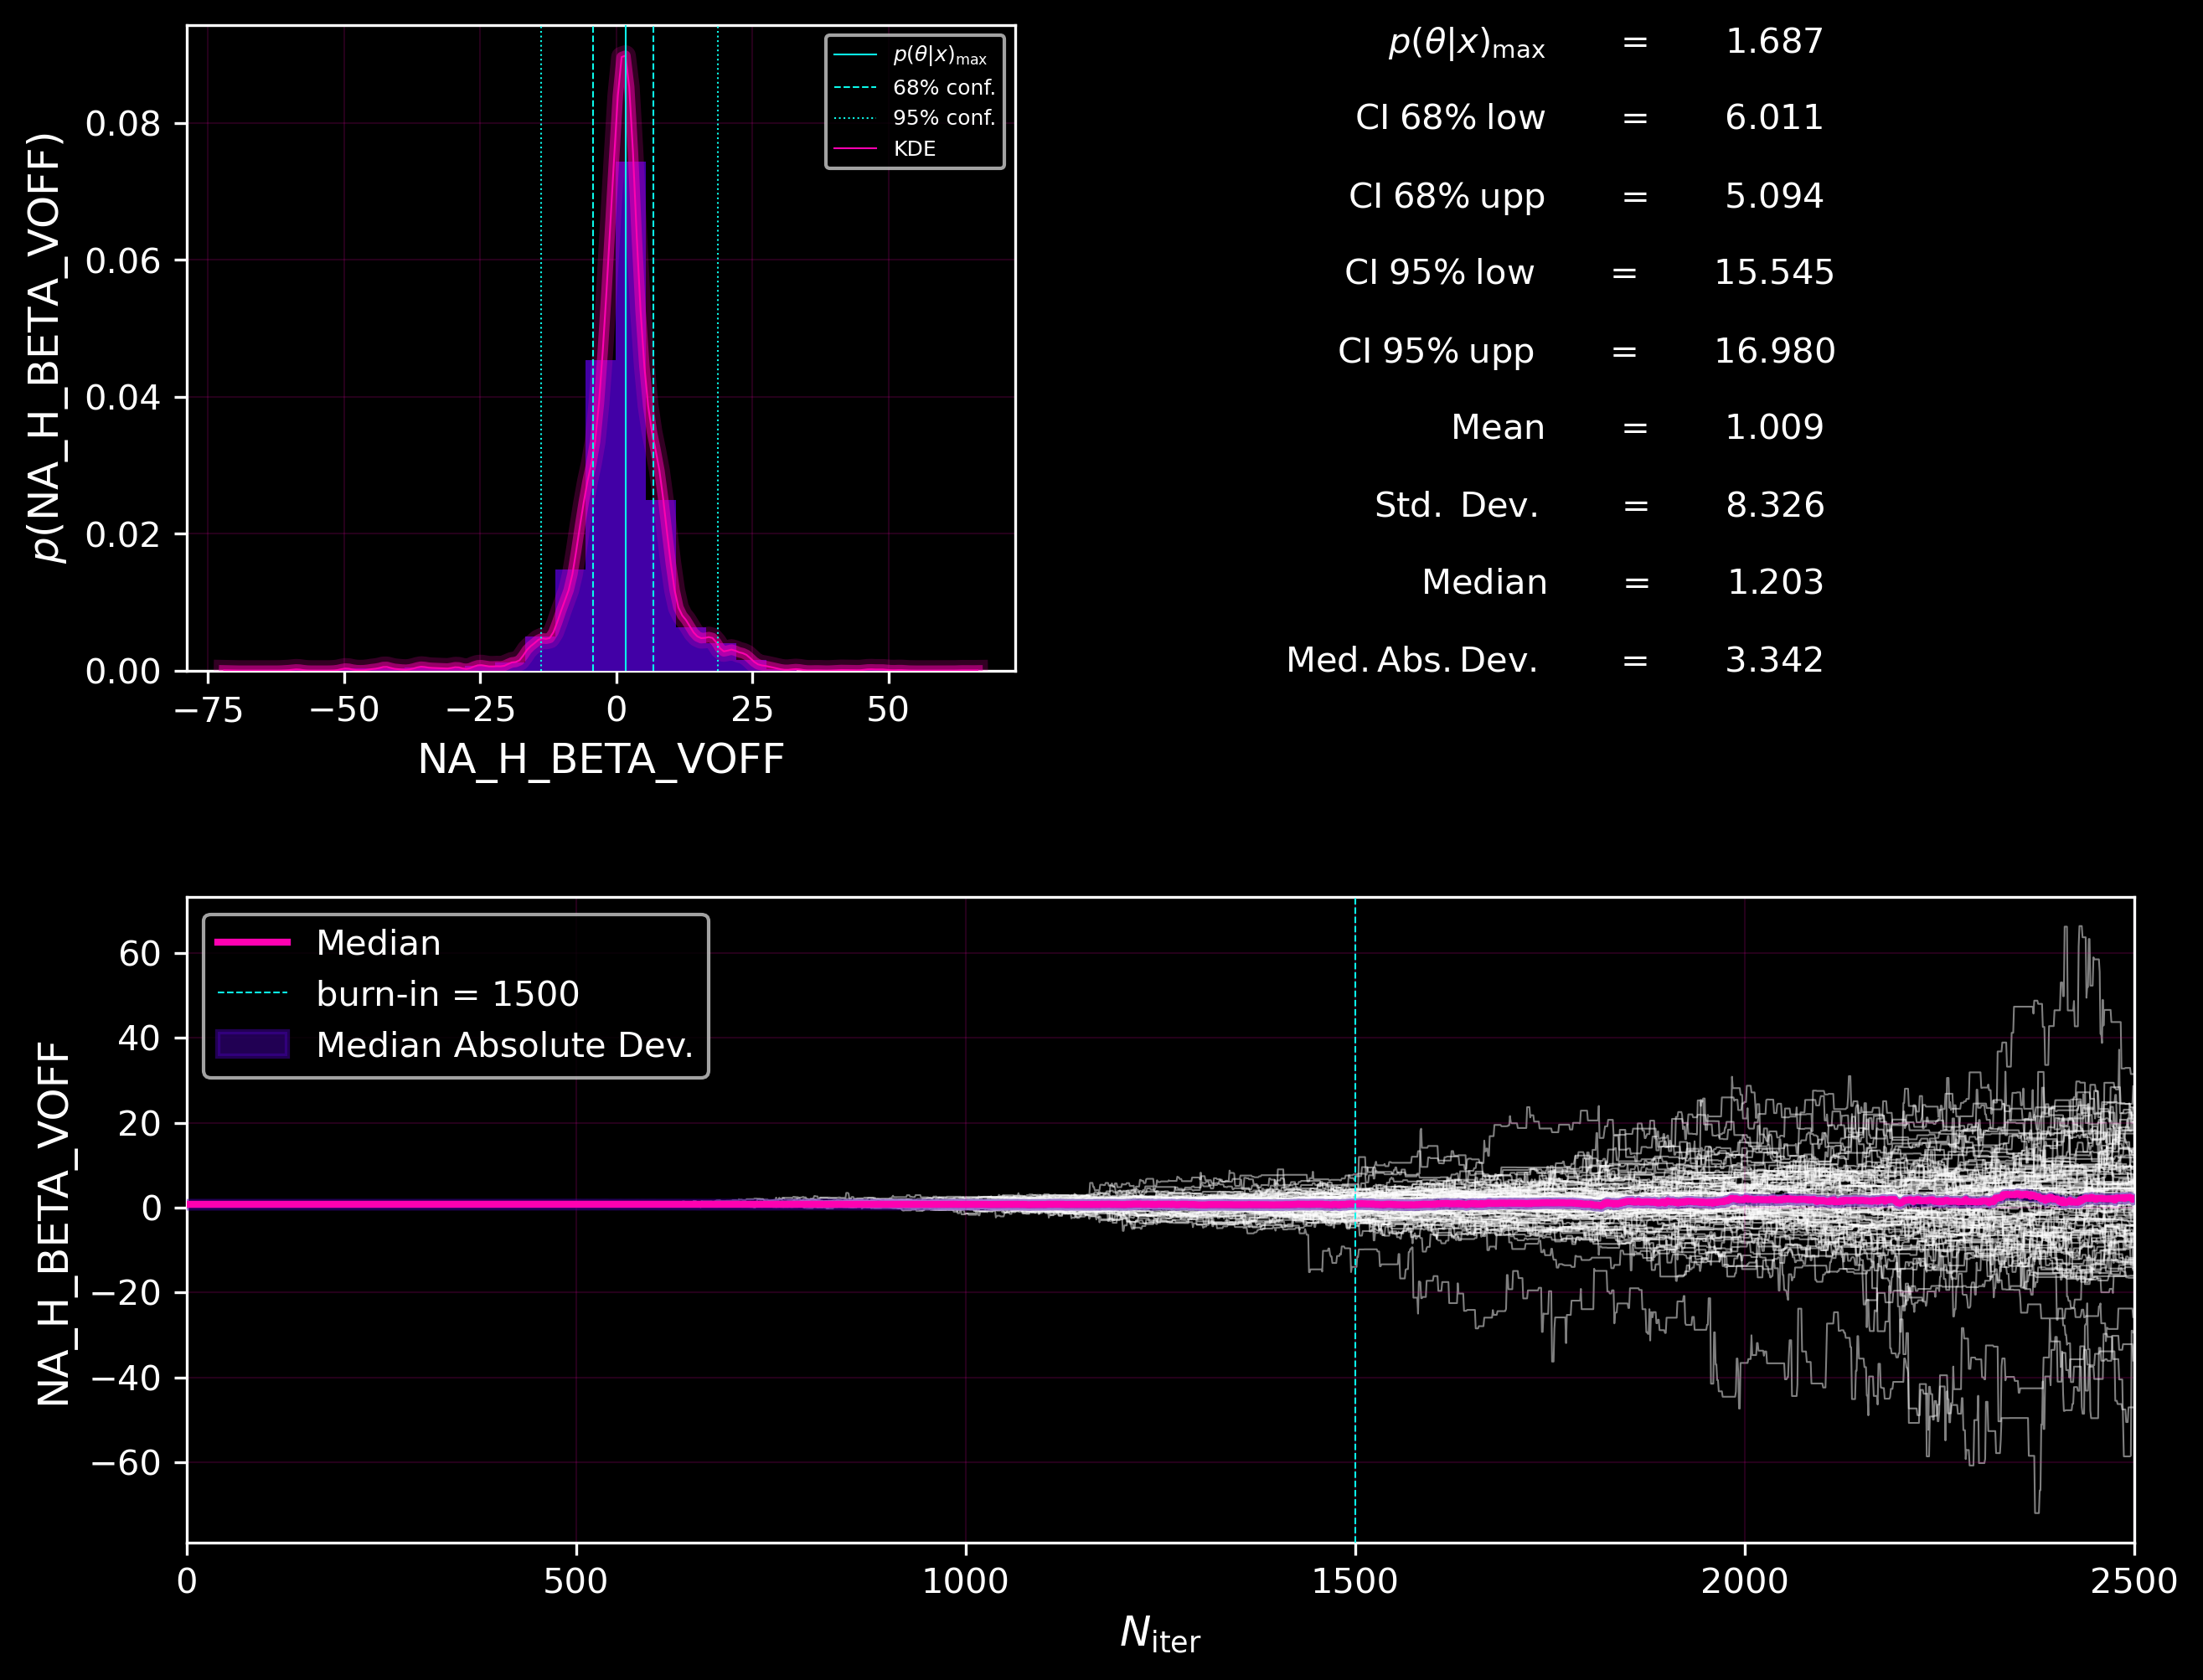 p(NA_H_BETA_VOFF)
0.08
0.06
0.04
0.02
0.00
−75 −50 −25 0 25 50
NA_H_BETA_VOFF
p(θ|x)max
68% conf.
95% conf.
KDE
p(θ|x)max = 1.687
CI 68% low = 6.011
CI 68% upp = 5.094
CI 95% low = 15.545
CI 95% upp = 16.980
Mean = 1.009
Std. Dev. = 8.326
Median = 1.203
Med. Abs. Dev. = 3.342
NA_H_BETA_VOFF
60
40
20
0
−20
−40
−60
Median
burn-in = 1500
Median Absolute Dev.
0 500 1000 1500 2000 2500
Niter